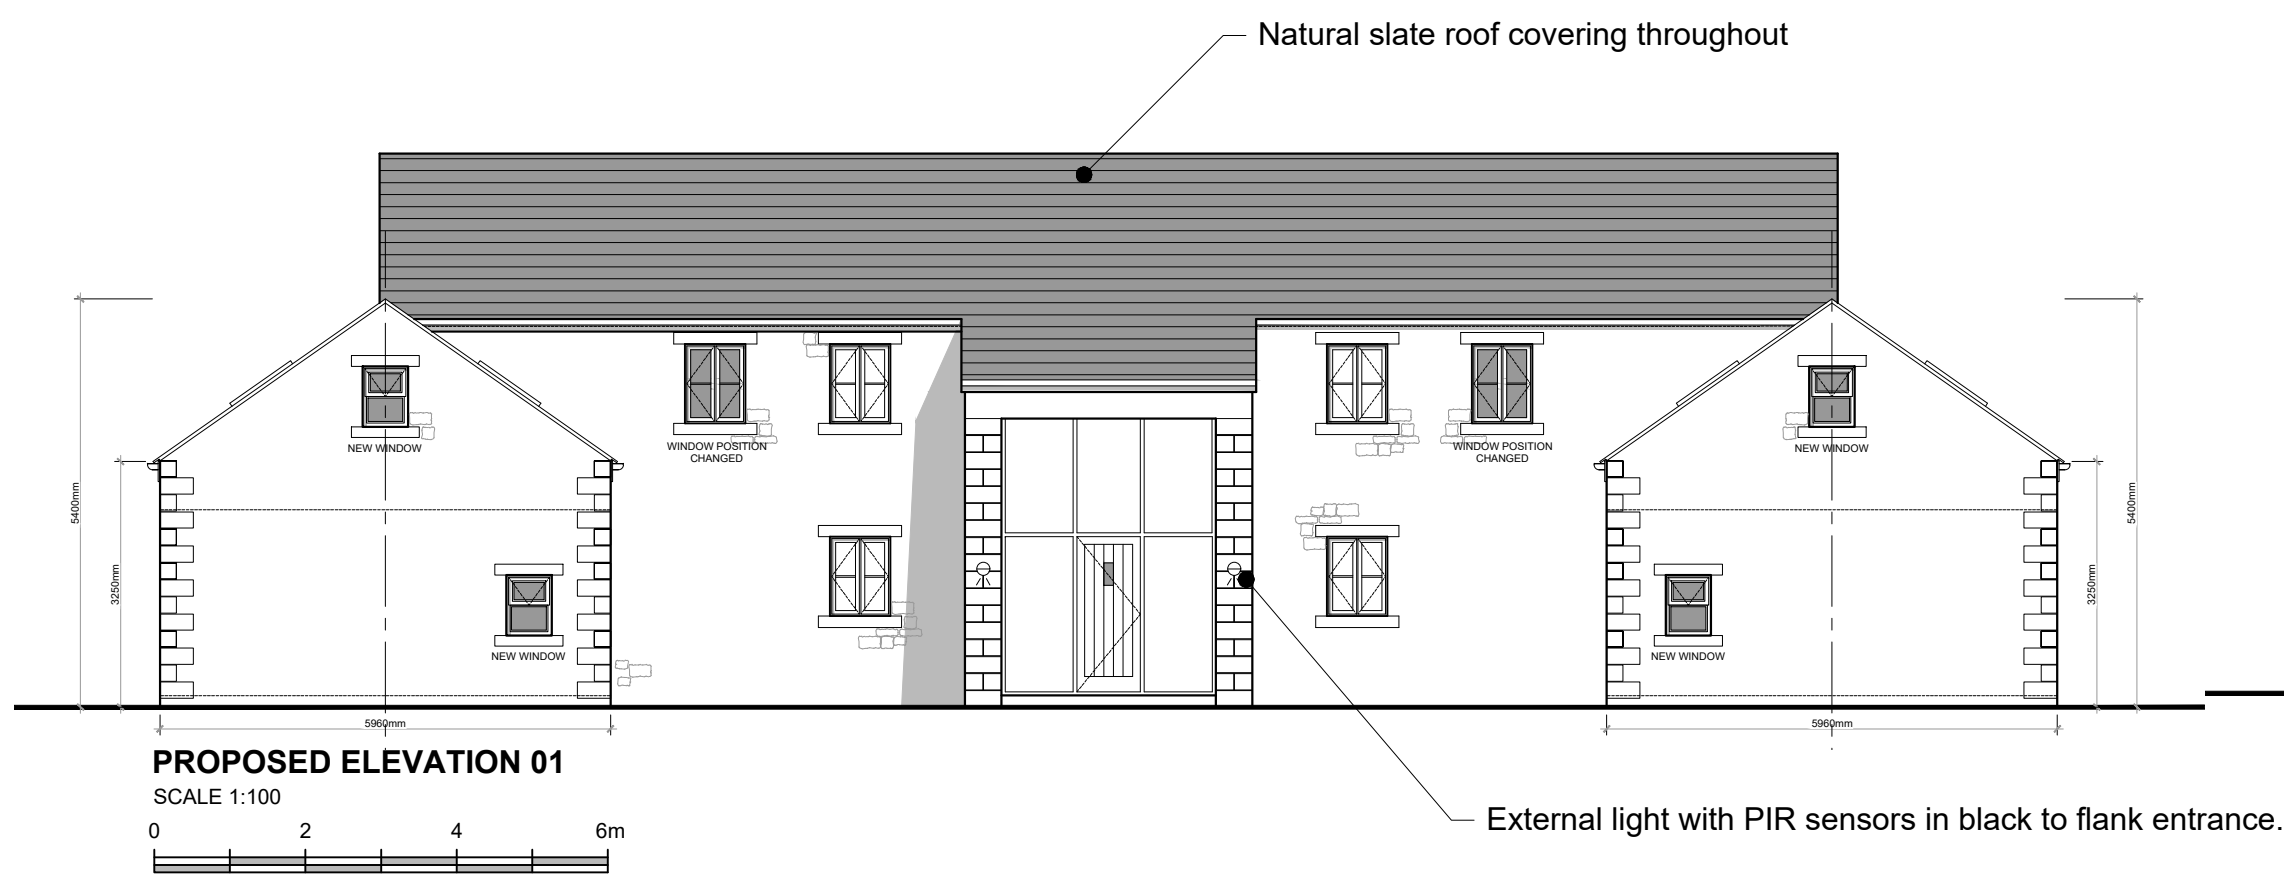 Natural slate roof covering throughout
NEW WINDOW
WINDOW POSITION
CHANGED
WINDOW POSITION
CHANGED
NEW WINDOW
5400mm
3250mm
NEW WINDOW
NEW WINDOW
3250mm
5400mm
5960mm
5960mm
PROPOSED ELEVATION 01
SCALE 1:100
0 2 4 6m
External light with PIR sensors in black to flank entrance.